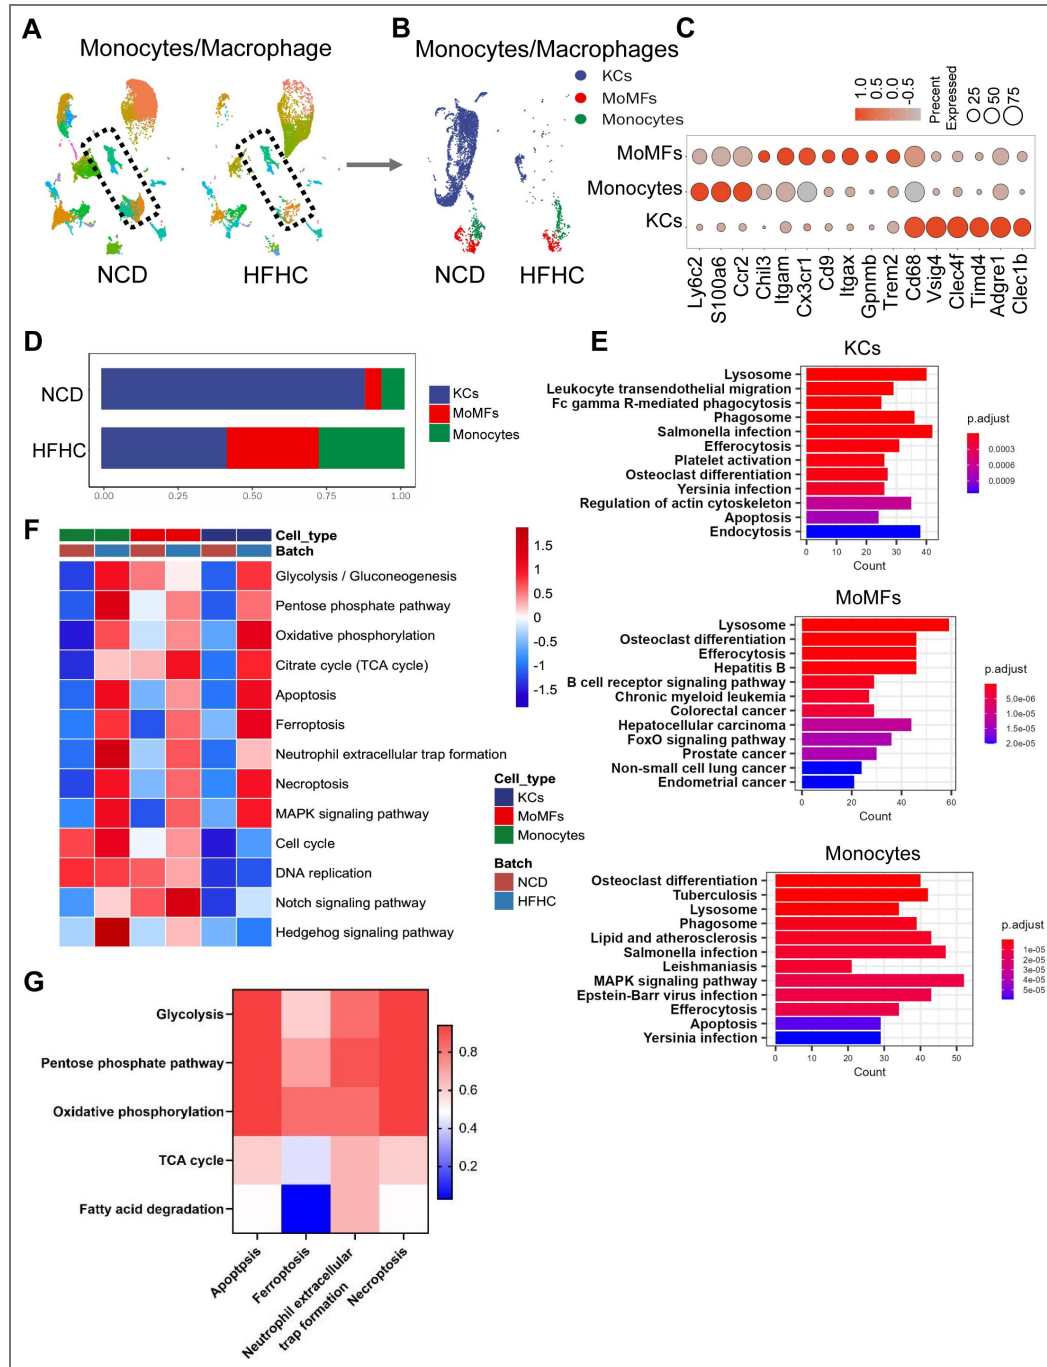 A
Monocytes/Macrophage
NCD
HFHC
B
Monocytes/Macrophages
KCs
MoMFs
Monocytes
NCD
HFHC
C
1.0
0.5
0.0
-0.5
Precent
Expressed
25
50
75
MoMFs
Monocytes
KCs
Ly6c2
S100a6
Ccr2
Chil3
Itgam
Cx3cr1
Cd9
Itgax
Gpnmb
Trem2
Cd68
Vsig4
Clec4f
Timd4
Adgre1
Clec1b
D
NCD
HFHC
0.00 0.25 0.50 0.75 1.00
KCs
MoMFs
Monocytes
E
KCs
Lysosome
Leukocyte transendothelial migration
Fc gamma R-mediated phagocytosis
Phagosome
Salmonella infection
Efferocytosis
Platelet activation
Osteoclast differentiation
Yersinia infection
Regulation of actin cytoskeleton
Apoptosis
Endocytosis
0 10 20 30 40
Count
p.adjust
0.0003
0.0006
0.0009
MoMFs
Lysosome
Osteoclast differentiation
Efferocytosis
Hepatitis B
B cell receptor signaling pathway
Chronic myeloid leukemia
Colorectal cancer
Hepatocellular carcinoma
FoxO signaling pathway
Prostate cancer
Non-small cell lung cancer
Endometrial cancer
0 20 40 60
Count
p.adjust
5.0e-06
1.0e-05
1.5e-05
2.0e-05
Monocytes
Osteoclast differentiation
Tuberculosis
Lysosome
Phagosome
Lipid and atherosclerosis
Salmonella infection
Leishmaniasis
MAPK signaling pathway
Epstein-Barr virus infection
Efferocytosis
Apoptosis
Yersinia infection
0 10 20 30 40 50
Count
p.adjust
1e-05
2e-05
3e-05
4e-05
5e-05
F
Cell_type
Batch
Glycolysis / Gluconeogenesis
Pentose phosphate pathway
Oxidative phosphorylation
Citrate cycle (TCA cycle)
Apoptosis
Ferroptosis
Neutrophil extracellular trap formation
Necroptosis
MAPK signaling pathway
Cell cycle
DNA replication
Notch signaling pathway
Hedgehog signaling pathway
1.5
1
0.5
0
-0.5
-1
-1.5
Cell_type
KCs
MoMFs
Monocytes
Batch
NCD
HFHC
G
Glycolysis
Pentose phosphate pathway
Oxidative phosphorylation
TCA cycle
Fatty acid degradation
Apoptpsis
Ferroptosis
Neutrophil extracellular
trap formation
Necroptosis
0.8
0.6
0.4
0.2